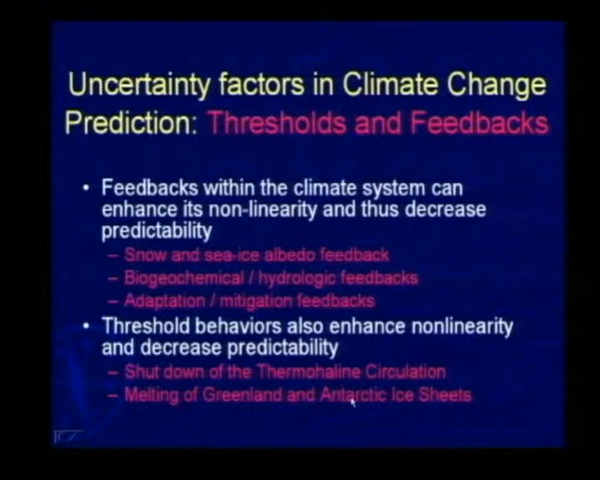 Uncertainty factors in Climate Change
Prediction: Thresholds and Feedbacks
• Feedbacks within the climate system can
enhance its non-linearity and thus decrease
predictability
– Snow and sea-ice albedo feedback
– Biogeochemical / hydrologic feedbacks
– Adaptation / mitigation feedbacks
• Threshold behaviors also enhance nonlinearity
and decrease predictability
– Shut down of the Thermohaline Circulation
– Melting of Greenland and Antarctic Ice Sheets